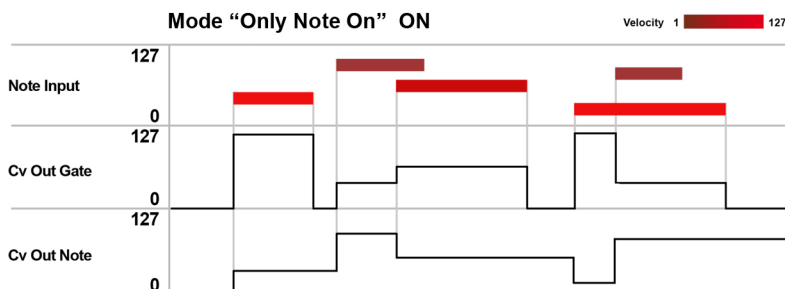 Mode “Only Note On” ON
Velocity 1 127
127
Note Input
0
127
Cv Out Gate
0
127
Cv Out Note
0